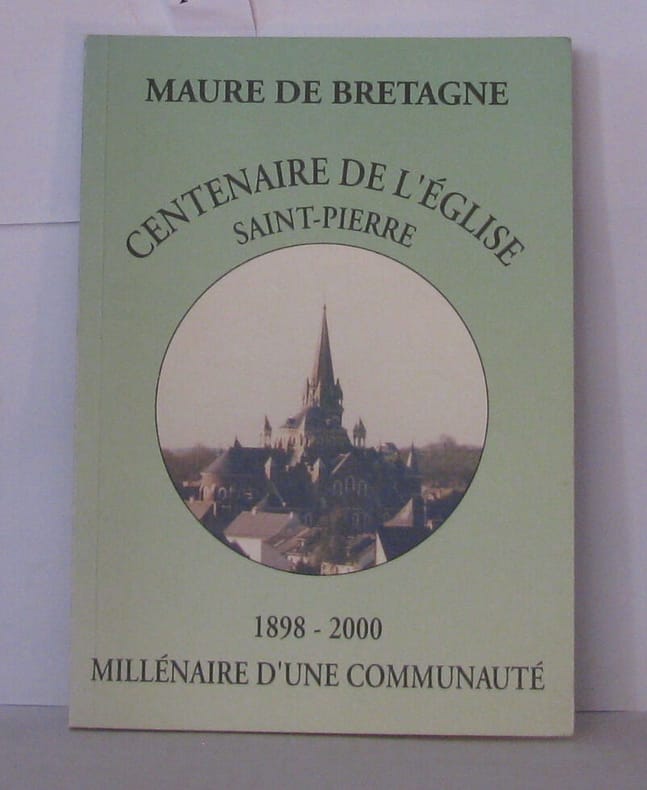 MAURE DE BRETAGNE
CENTENAIRE DE L'ÉGLISE
SAINT-PIERRE
1898 - 2000
MILLÉNAIRE D'UNE COMMUNAUTÉ